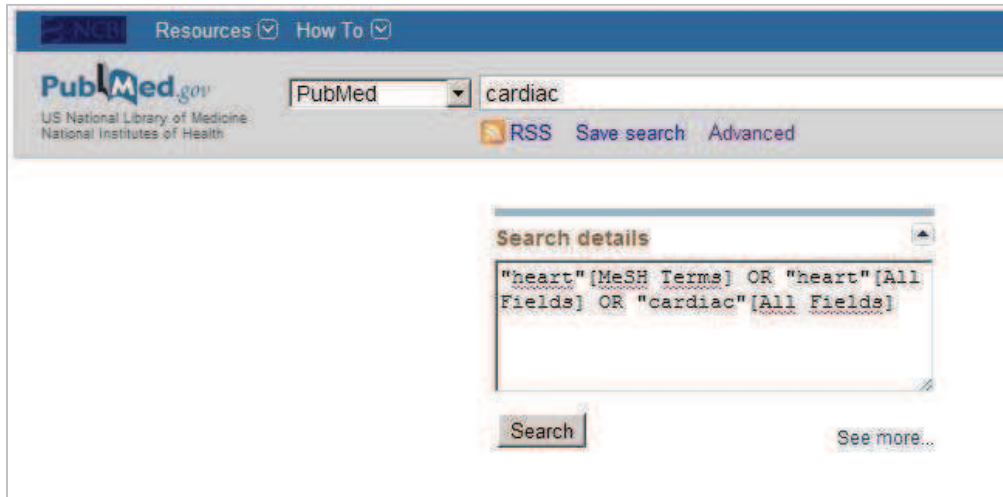 NCBI Resources How To
PubMed.gov
US National Library of Medicine
National Institutes of Health
PubMed
cardiac
RSS Save search Advanced
Search details
"heart"[MeSH Terms] OR "heart"[All
Fields] OR "cardiac"[All Fields]
Search
See more...